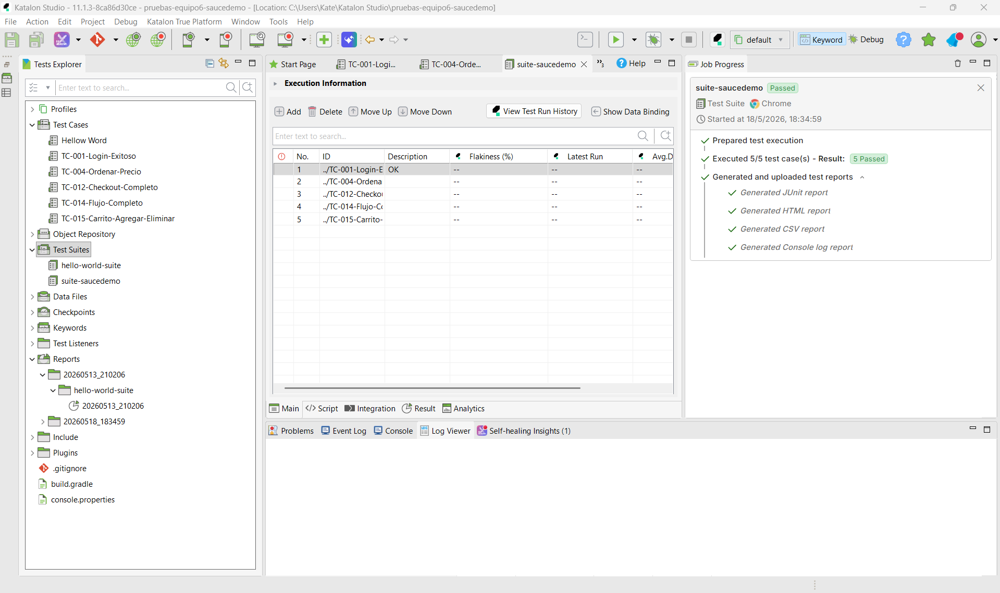 Katalon Studio - 11.1.3-8ca86d30ce - pruebas-equipo6-saucedemo - [Location: C:\Users\Kate\Katalon Studio\pruebas-equipo6-saucedemo]
File Action Edit Project Debug Katalon True Platform Window Tools Help
default
Keyword
Debug
Tests Explorer
Enter text to search...
Profiles
Test Cases
Hellow Word
TC-001-Login-Exitoso
TC-004-Ordenar-Precio
TC-012-Checkout-Completo
TC-014-Flujo-Completo
TC-015-Carrito-Agregar-Eliminar
Object Repository
Test Suites
hello-world-suite
suite-saucedemo
Data Files
Checkpoints
Keywords
Test Listeners
Reports
20260513_210206
hello-world-suite
20260513_210206
20260518_183459
Include
Plugins
.gitignore
build.gradle
console.properties
Start Page TC-001-Logi... TC-004-Orde... suite-saucedemo »3 Help
Execution Information
Add Delete Move Up Move Down View Test Run History Show Data Binding
Enter text to search...
No. ID Description Flakiness (%) Latest Run Avg.D
1 ../TC-001-Login-E OK -- -- --
2 ../TC-004-Ordena -- -- --
3 ../TC-012-Checkou -- -- --
4 ../TC-014-Flujo-Co -- -- --
5 ../TC-015-Carrito- -- -- --
Main Script Integration Result Analytics
Problems Event Log Console Log Viewer Self-healing Insights (1)
Job Progress
suite-saucedemo Passed
Test Suite Chrome
Started at 18/5/2026, 18:34:59
Prepared test execution
Executed 5/5 test case(s) - Result: 5 Passed
Generated and uploaded test reports
Generated JUnit report
Generated HTML report
Generated CSV report
Generated Console log report